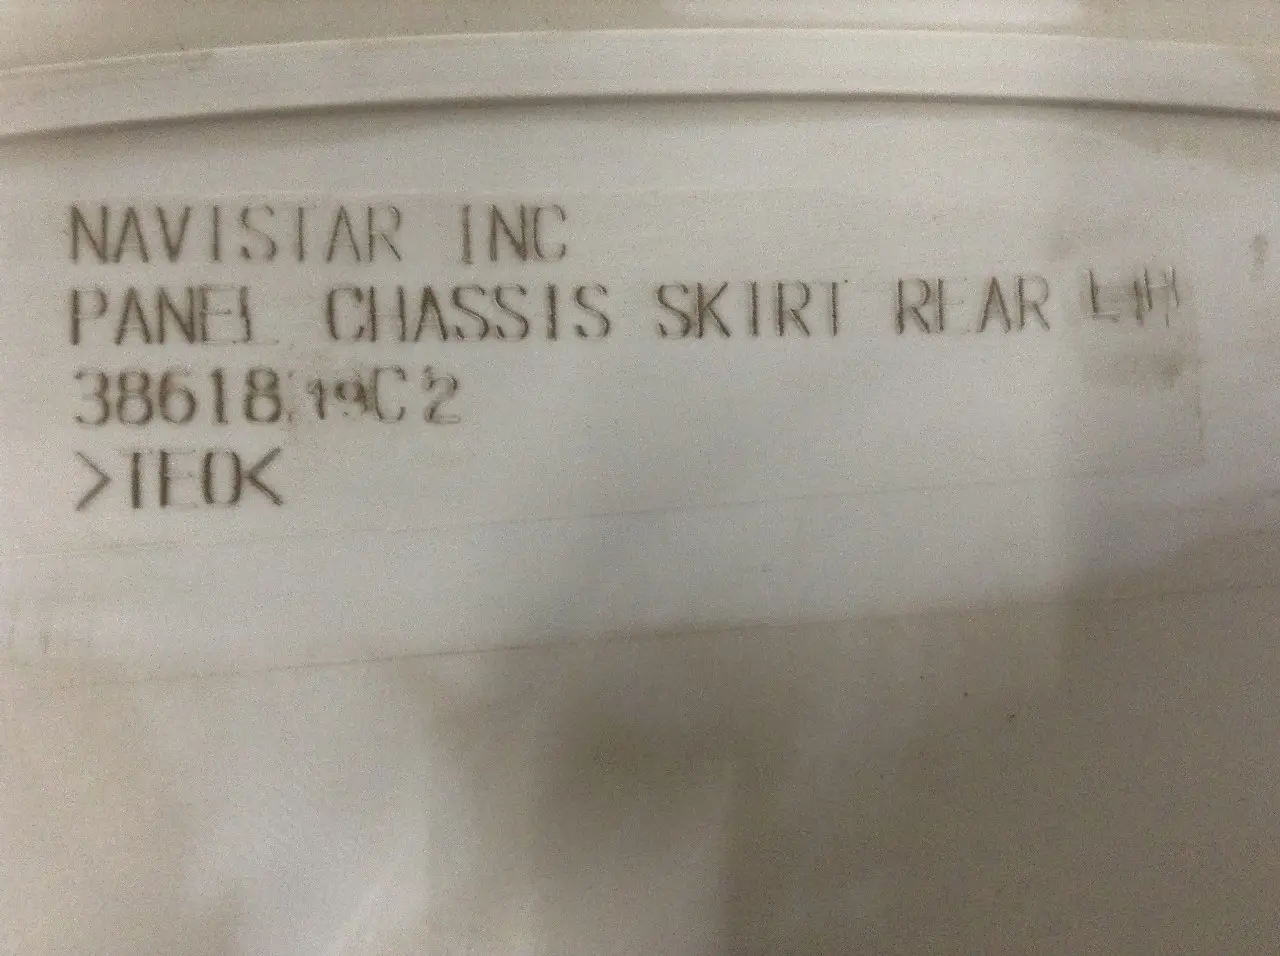 NAVISTAR INC
PANEL CHASSIS SKIRT REAR LH
3861819C2
>TEO<